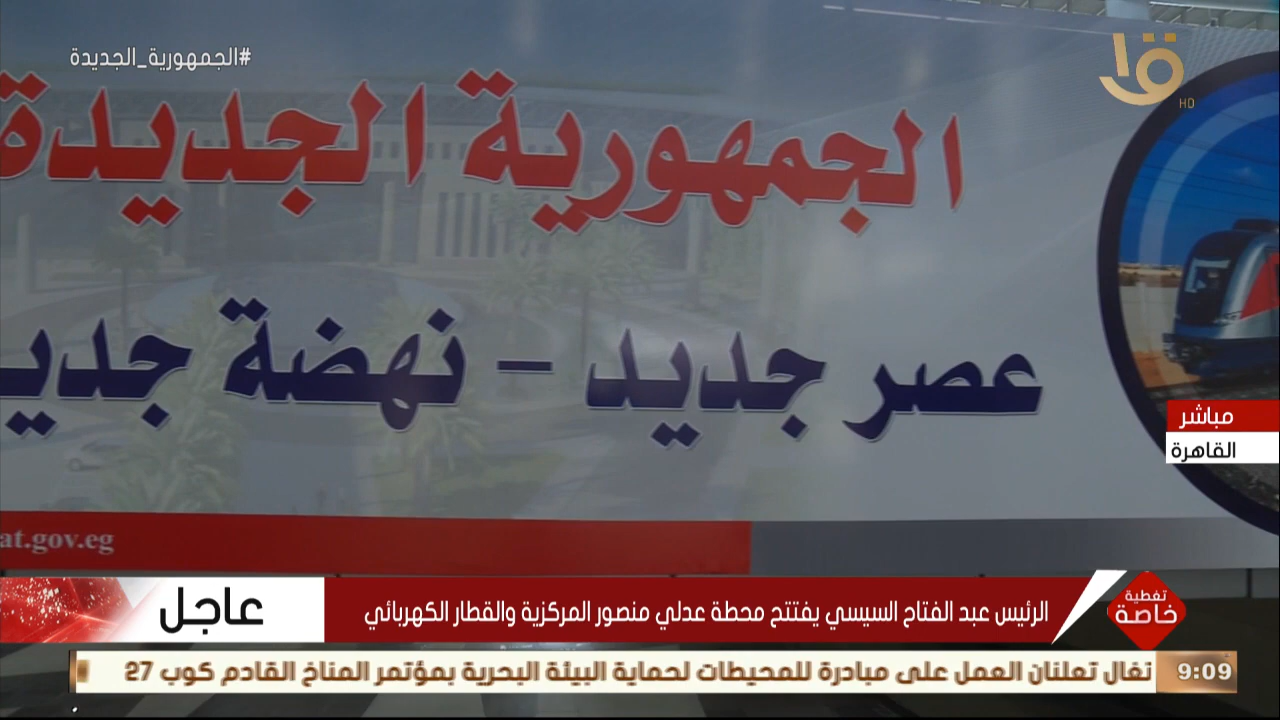 #الجمهورية_الجديدة
HD
الجمهورية الجديدة
عصر جديد - نهضة
مباشر
القاهرة
at.gov.eg
تغطية
خاصة
الرئيس عبد الفتاح السيسي يفتتح محطة عدلي منصور المركزية والقطار الكهربائي
عاجل
9:09
تعلنان العمل على مبادرة للمحيطات لحماية البيئة البحرية بمؤتمر المناخ القادم كوب 27